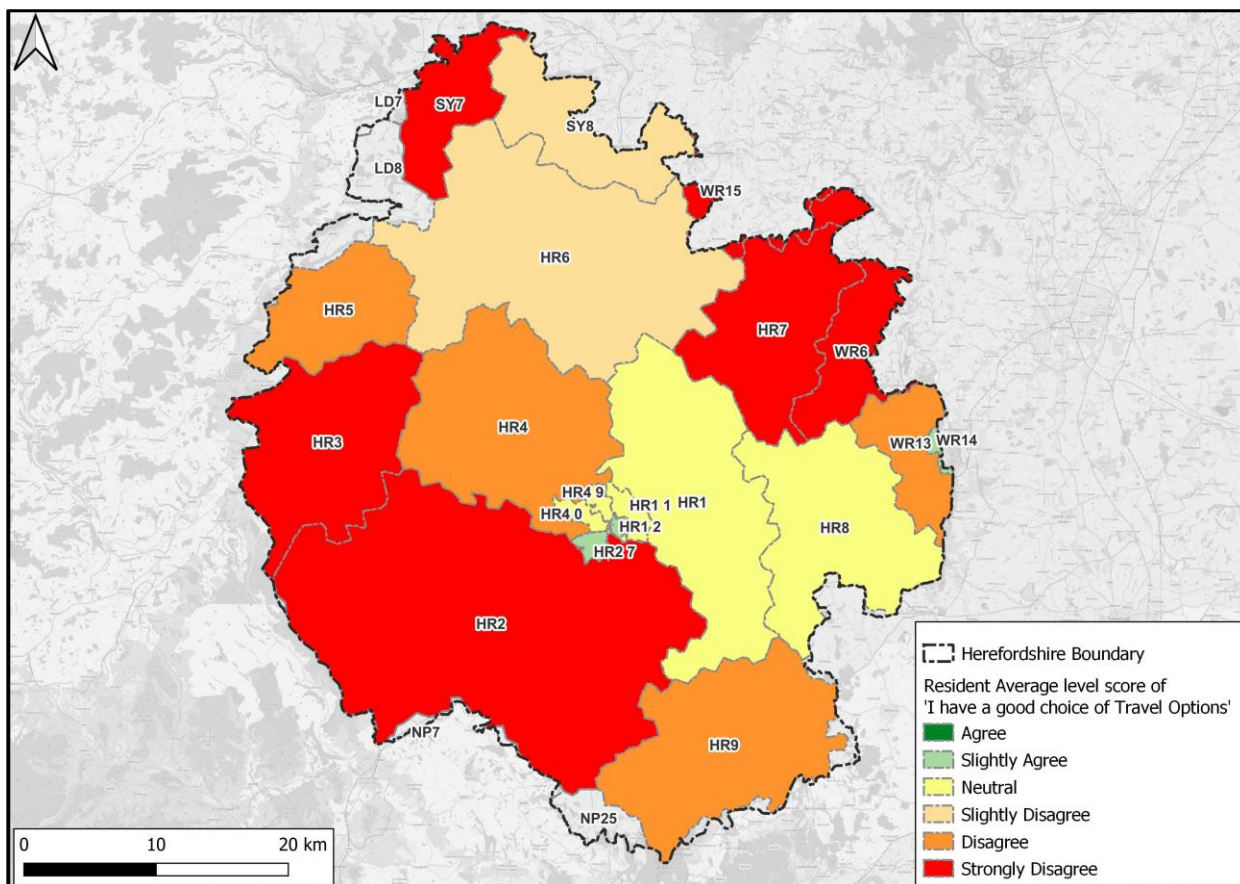 LD7
SY7
SY8
LD8
WR15
HR6
HR5
HR7
WR6
HR3
HR4
WR13
WR14
HR4 9
HR1 1
HR1
HR4 0
HR1 2
HR8
HR2 7
HR2
NP7
HR9
NP25
Herefordshire Boundary
Resident Average level score of
'I have a good choice of Travel Options'
Agree
Slightly Agree
Neutral
Slightly Disagree
Disagree
Strongly Disagree
0 10 20 km